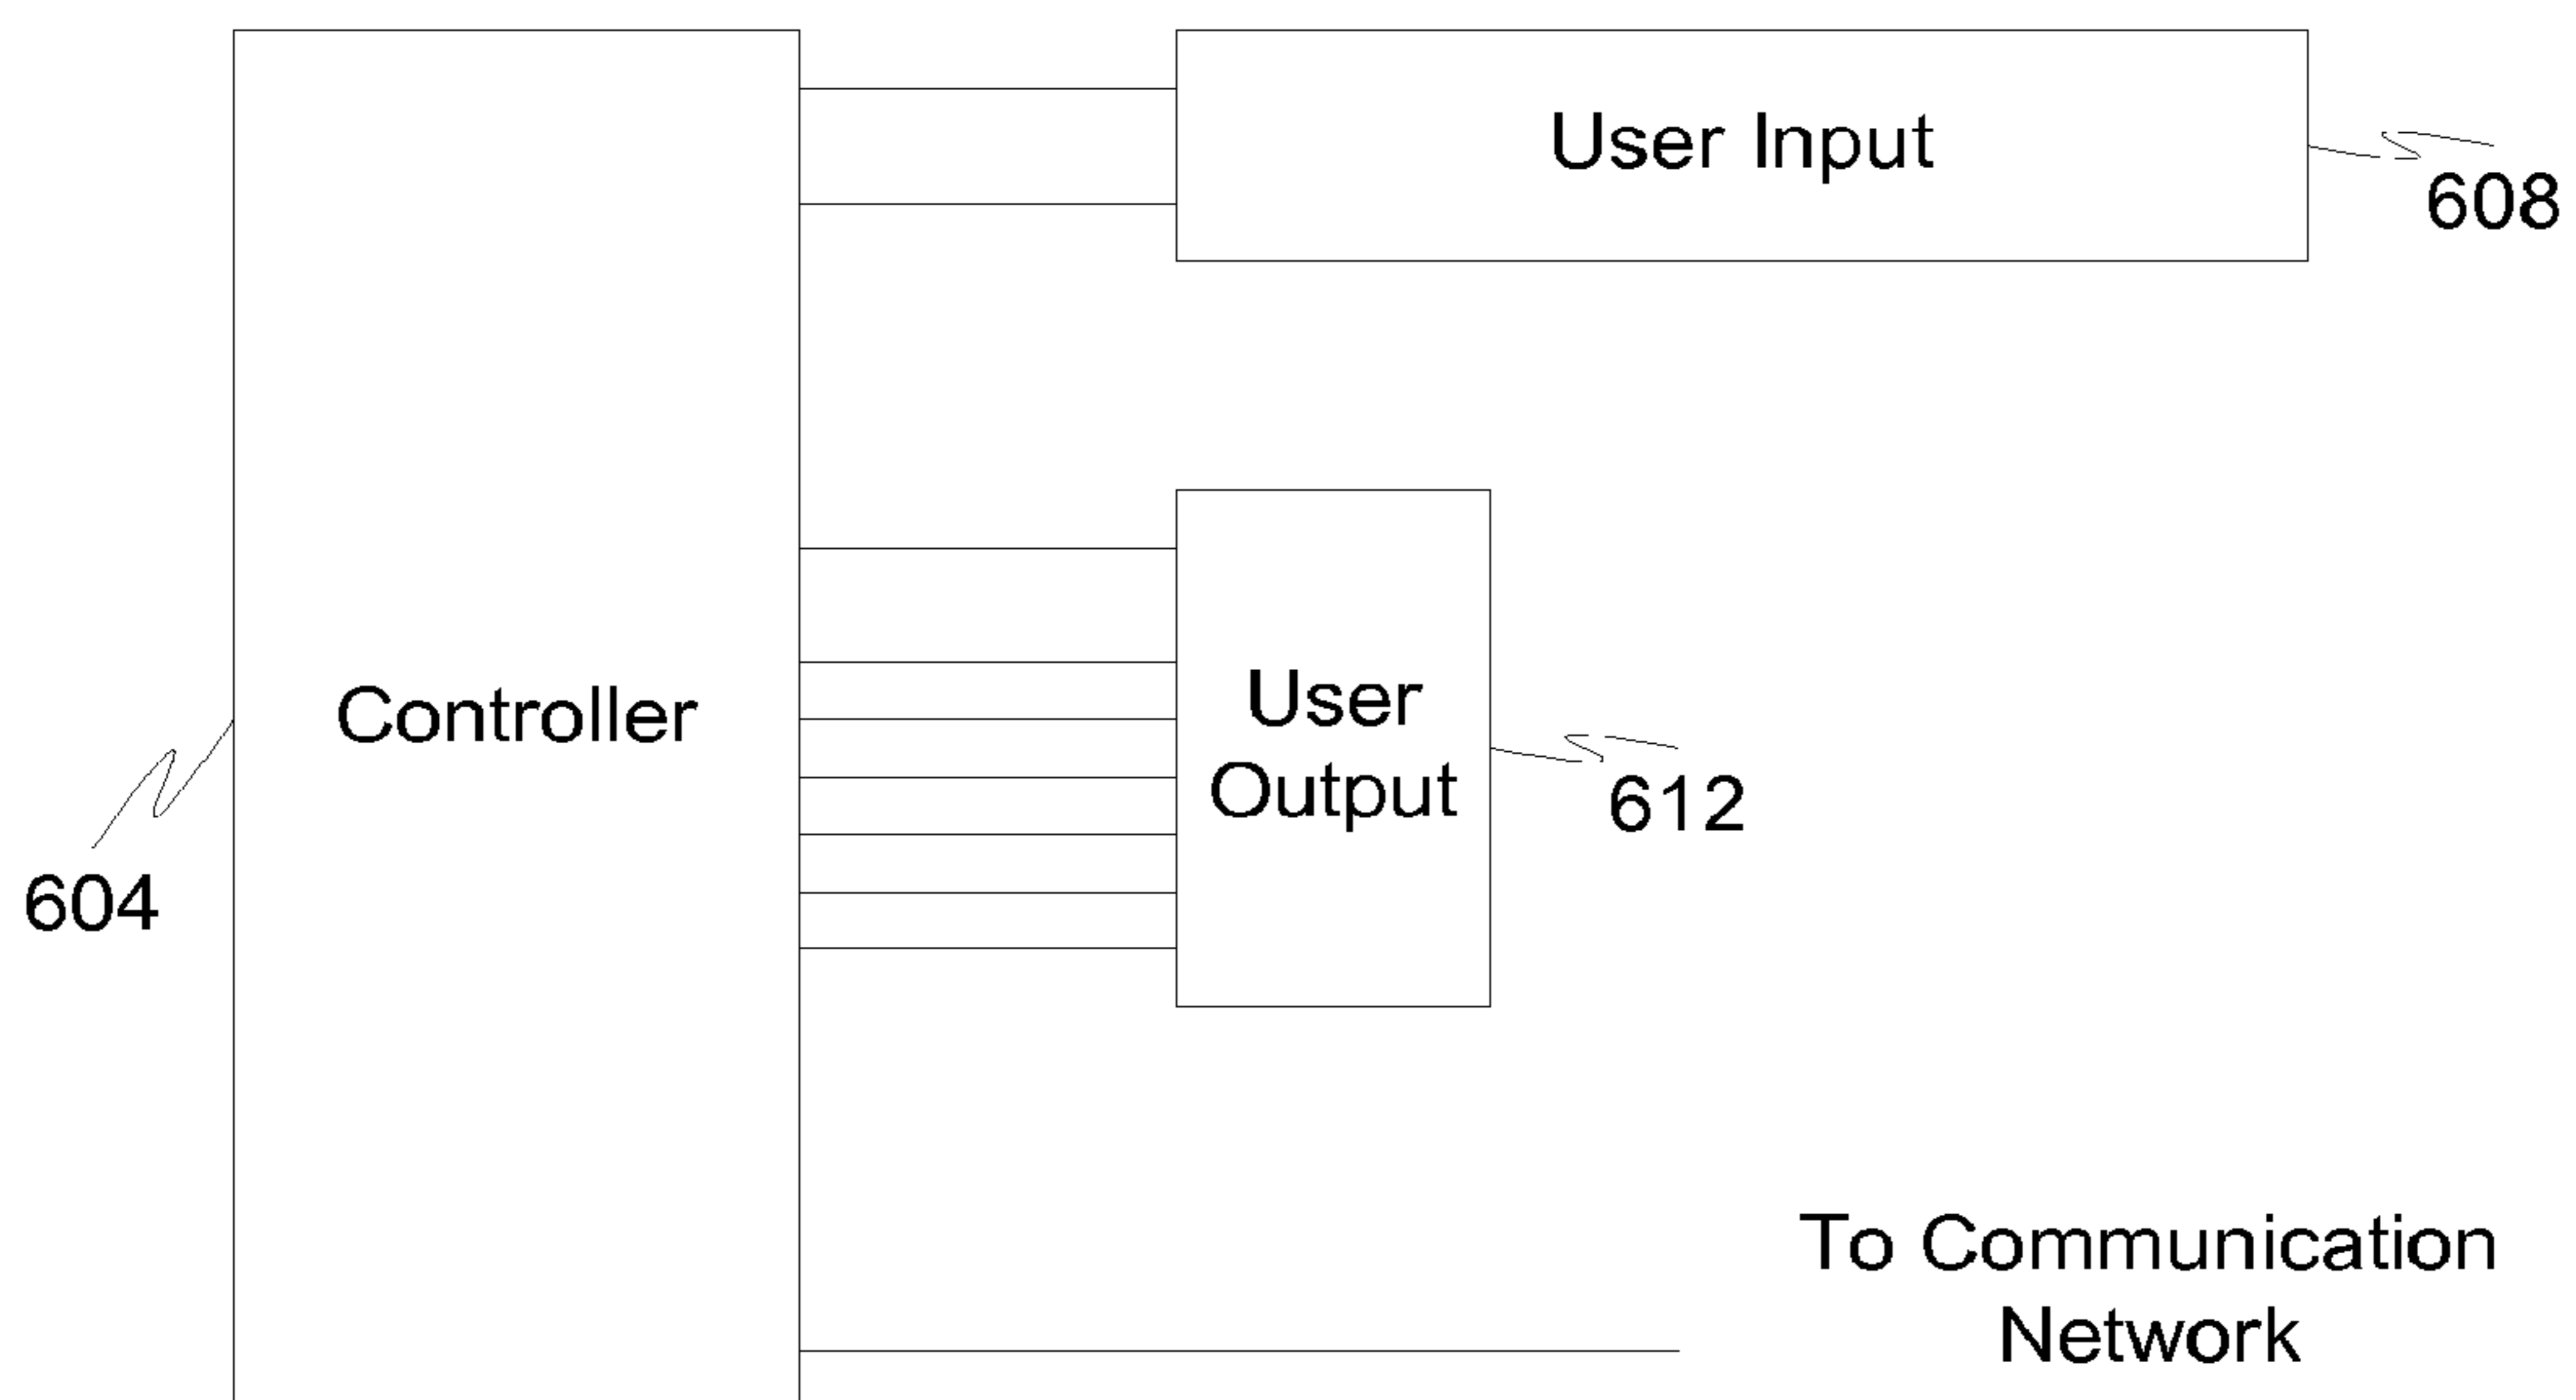 User Input
608
Controller
User
Output
612
604
To Communication
Network